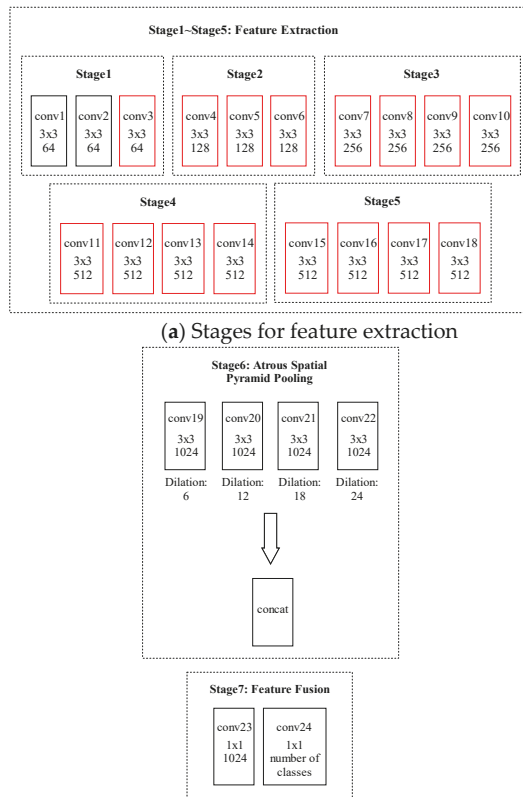 Stage1~Stage5: Feature Extraction
Stage1
Stage2
Stage3
conv1
3x3
64
conv2
3x3
64
conv3
3x3
64
conv4
3x3
128
conv5
3x3
128
conv6
3x3
128
conv7
3x3
256
conv8
3x3
256
conv9
3x3
256
conv10
3x3
256
Stage4
Stage5
conv11
3x3
512
conv12
3x3
512
conv13
3x3
512
conv14
3x3
512
conv15
3x3
512
conv16
3x3
512
conv17
3x3
512
conv18
3x3
512
(a) Stages for feature extraction
Stage6: Atrous Spatial
Pyramid Pooling
conv19
3x3
1024
conv20
3x3
1024
conv21
3x3
1024
conv22
3x3
1024
Dilation:
6
Dilation:
12
Dilation:
18
Dilation:
24
concat
Stage7: Feature Fusion
conv23
1x1
1024
conv24
1x1
number of
classes